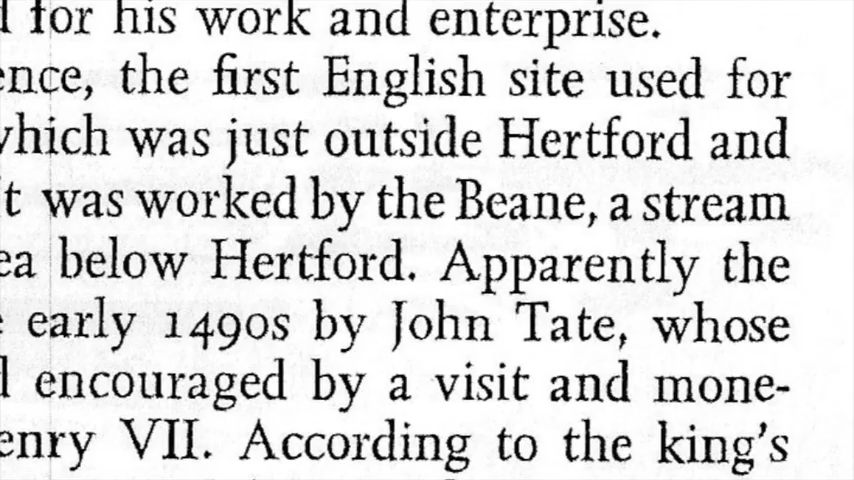 for his work and enterprise.
ence, the first English site used for
which was just outside Hertford and
t was worked by the Beane, a stream
ea below Hertford. Apparently the
early 1490s by John Tate, whose
encouraged by a visit and mone-
enry VII. According to the king's